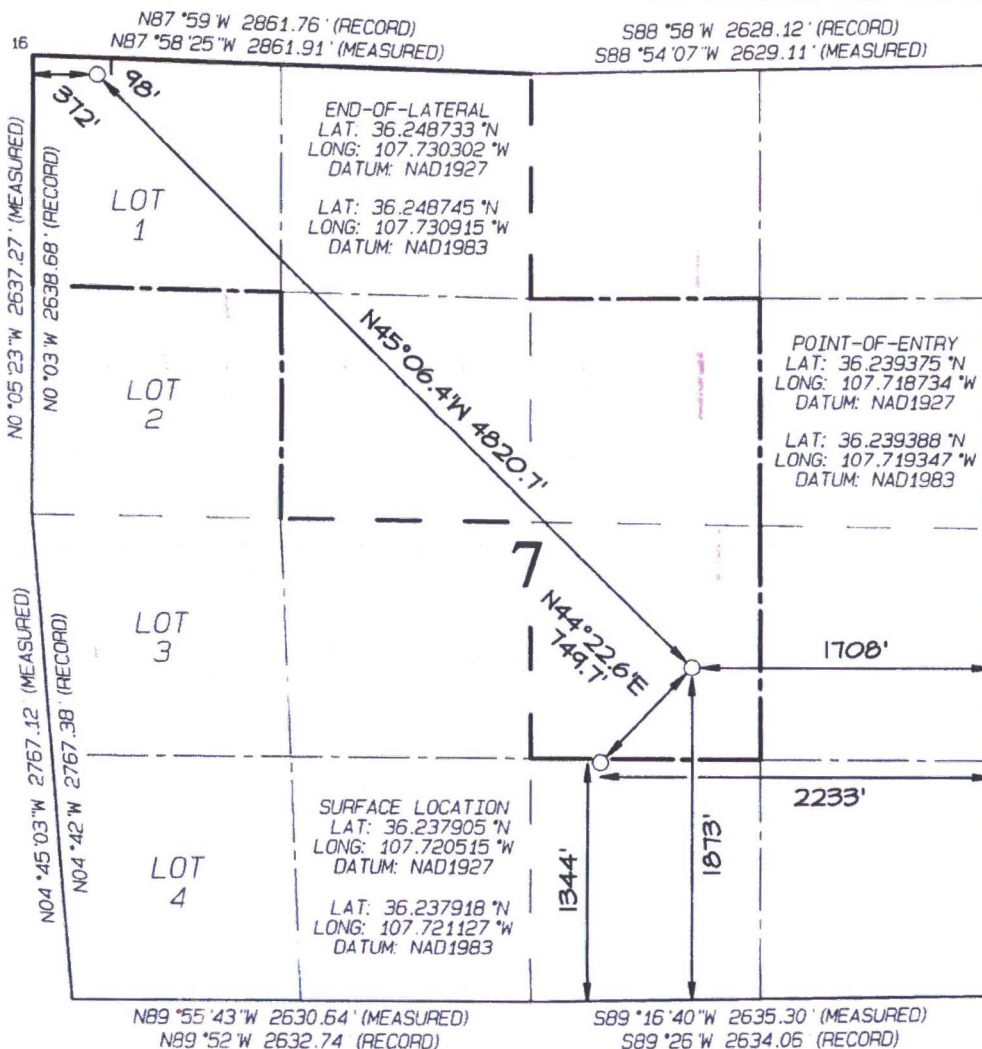 N87°59'W 2861.76' (RECORD)
N87°58'25"W 2861.91' (MEASURED)
S88°58'W 2628.12' (RECORD)
S88°54'07"W 2629.11' (MEASURED)
16
98'
372'
END-OF-LATERAL
LAT: 36.248733 °N
LONG: 107.730302 °W
DATUM: NAD1927
LAT: 36.248745 °N
LONG: 107.730915 °W
DATUM: NAD1983
N0°05'23"W 2637.27' (MEASURED)
N0°03'W 2638.68' (RECORD)
LOT
1
LOT
2
N45°06.4'W 4820.7'
POINT-OF-ENTRY
LAT: 36.239375 °N
LONG: 107.718734 °W
DATUM: NAD1927
LAT: 36.239388 °N
LONG: 107.719347 °W
DATUM: NAD1983
7
N44°22.6'E
749.7'
LOT
3
1708'
N04°45'03"W 2767.12' (MEASURED)
N04°42'W 2767.38' (RECORD)
2233'
1344'
1873'
SURFACE LOCATION
LAT: 36.237905 °N
LONG: 107.720515 °W
DATUM: NAD1927
LAT: 36.237918 °N
LONG: 107.721127 °W
DATUM: NAD1983
LOT
4
N89°55'43"W 2630.64' (MEASURED)
N89°52'W 2632.74' (RECORD)
S89°16'40"W 2635.30' (MEASURED)
S89°26'W 2634.06' (RECORD)